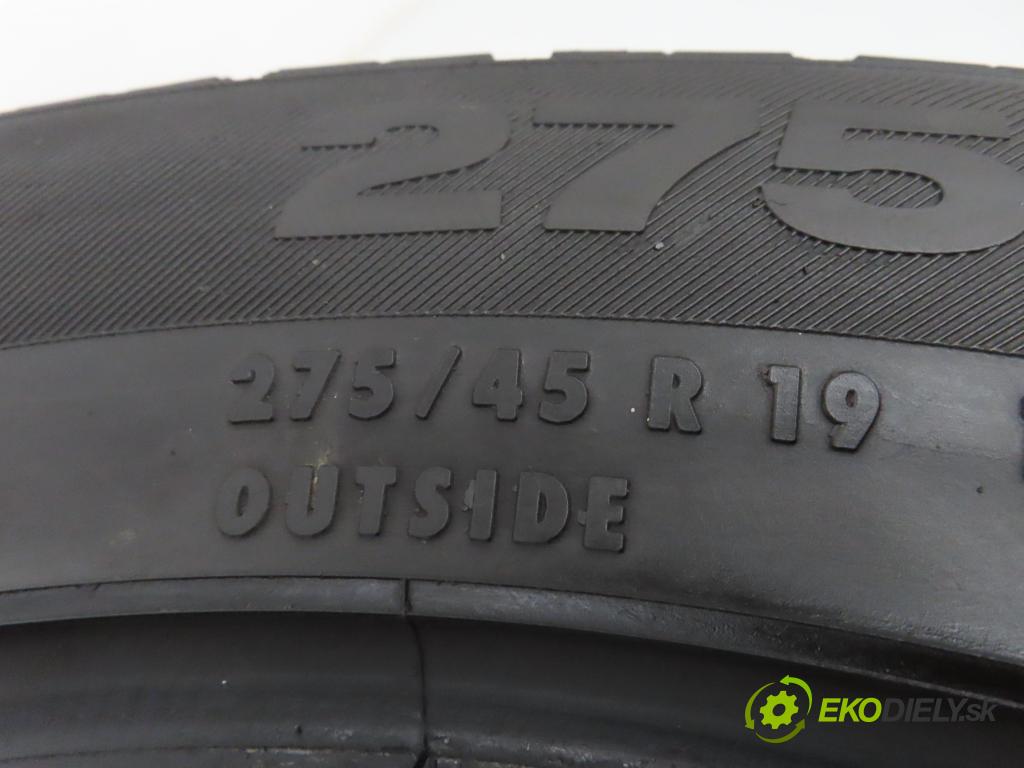 275
275/45 R 19
OUTSIDE
EKODIELY.sk